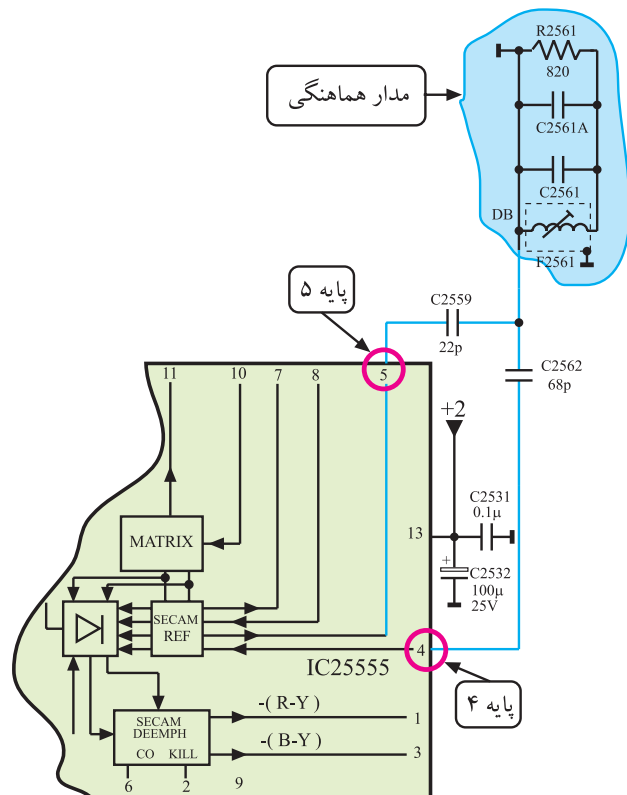 R2561
820
مدار هماهنگی
C2561A
C2561
DB
F2561
پایه ۵
C2559
22p
C2562
68p
11
10
7
8
5
+2
C2531
0.1µ
13
MATRIX
+
C2532
100µ
25V
SECAM
REF
4
IC25555
پایه ۴
-( R-Y )
1
SECAM
DEEMPH
-( B-Y )
3
CO KILL
6
2
9